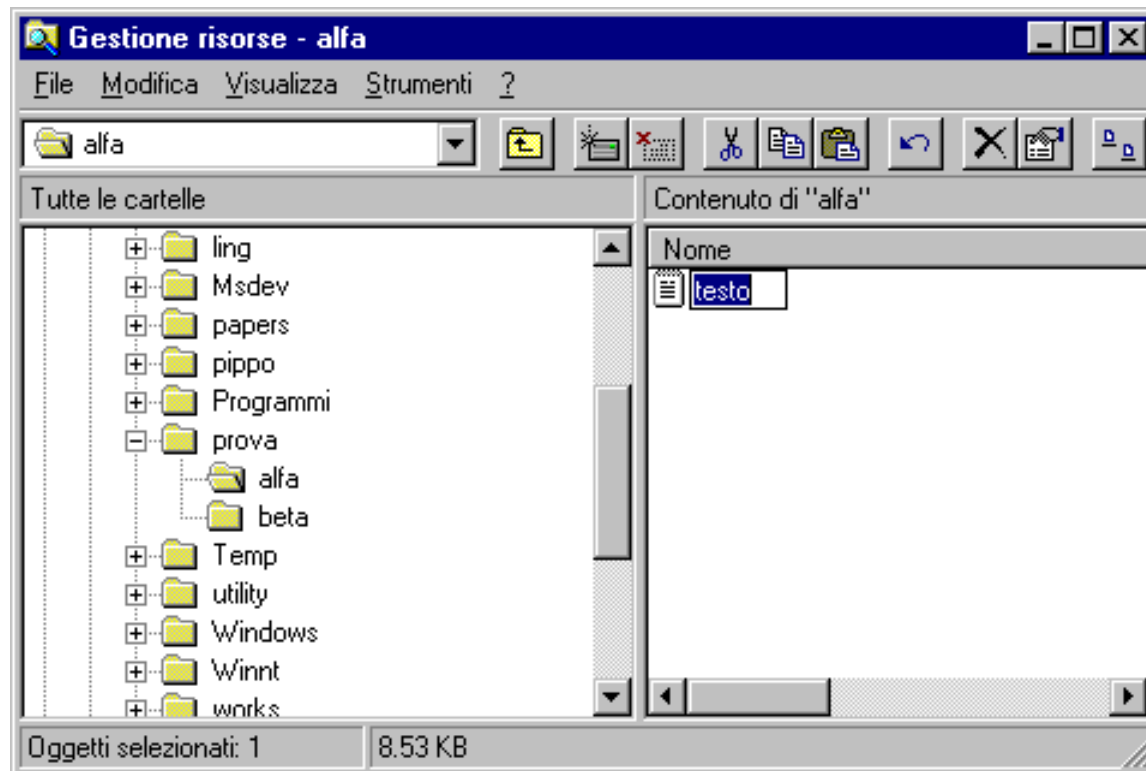 Gestione risorse - alfa
File Modifica Visualizza Strumenti ?
alfa
Tutte le cartelle
Contenuto di "alfa"
ling
Msdev
papers
pippo
Programmi
prova
alfa
beta
Temp
utility
Windows
Winnt
works
Nome
testo
Oggetti selezionati: 1
8.53 KB